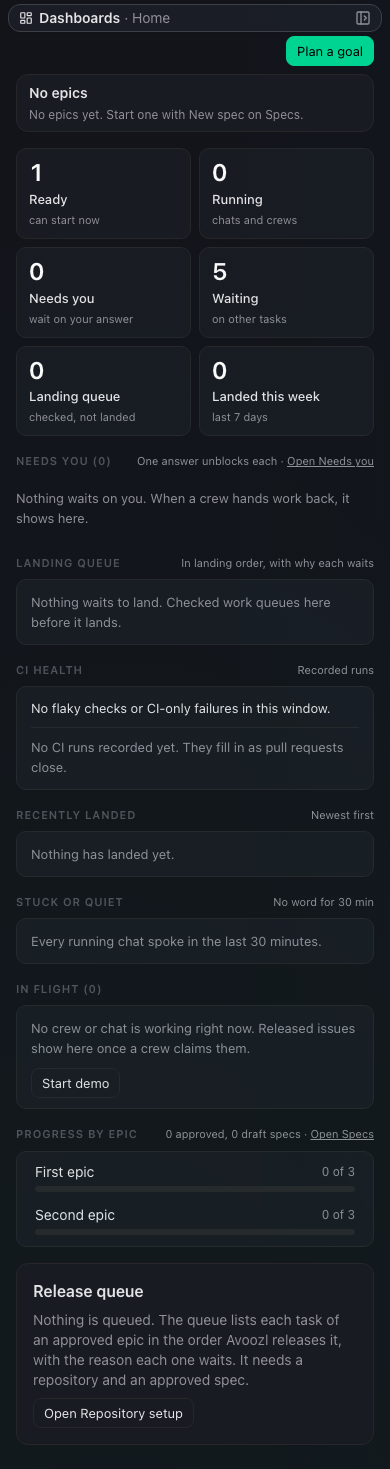 Dashboards · Home
Plan a goal
No epics
No epics yet. Start one with New spec on Specs.
1
Ready
can start now
0
Running
chats and crews
0
Needs you
wait on your answer
5
Waiting
on other tasks
0
Landing queue
checked, not landed
0
Landed this week
last 7 days
NEEDS YOU (0)
One answer unblocks each · Open Needs you
Nothing waits on you. When a crew hands work back, it
shows here.
LANDING QUEUE
In landing order, with why each waits
Nothing waits to land. Checked work queues here
before it lands.
CI HEALTH
Recorded runs
No flaky checks or CI-only failures in this window.
No CI runs recorded yet. They fill in as pull requests
close.
RECENTLY LANDED
Newest first
Nothing has landed yet.
STUCK OR QUIET
No word for 30 min
Every running chat spoke in the last 30 minutes.
IN FLIGHT (0)
No crew or chat is working right now. Released issues
show here once a crew claims them.
Start demo
PROGRESS BY EPIC
0 approved, 0 draft specs · Open Specs
First epic
0 of 3
Second epic
0 of 3
Release queue
Nothing is queued. The queue lists each task of
an approved epic in the order Avoozl releases it,
with the reason each one waits. It needs a
repository and an approved spec.
Open Repository setup